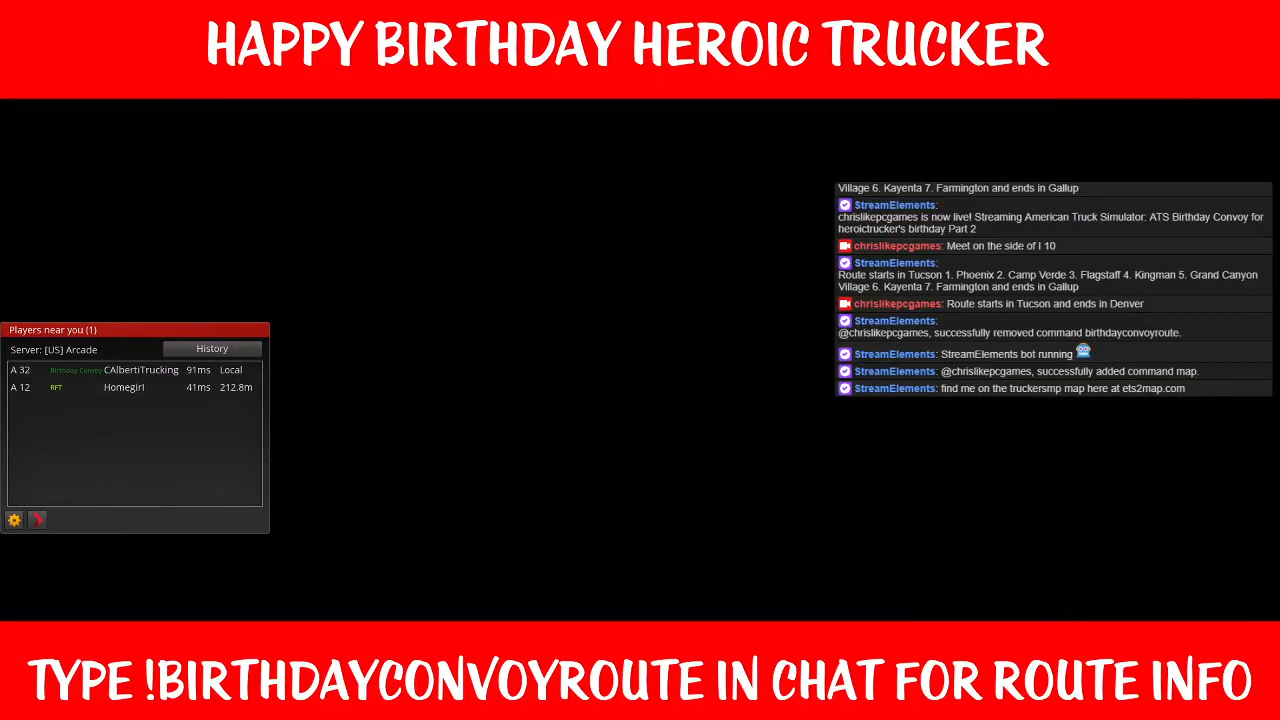 HAPPY BIRTHDAY HEROIC TRUCKER
Village 6. Kayenta 7. Farmington and ends in Gallup
StreamElements:
chrislikepcgames is now live! Streaming American Truck Simulator: ATS Birthday Convoy for
heroictrucker's birthday Part 2
chrislikepcgames: Meet on the side of I 10
StreamElements:
Route starts in Tucson 1. Phoenix 2. Camp Verde 3. Flagstaff 4. Kingman 5. Grand Canyon
Village 6. Kayenta 7. Farmington and ends in Gallup
chrislikepcgames: Route starts in Tucson and ends in Denver
StreamElements:
@chrislikepcgames, successfully removed command birthdayconvoyroute.
StreamElements: StreamElements bot running
StreamElements: @chrislikepcgames, successfully added command map.
StreamElements: find me on the truckersmp map here at ets2map.com
Players near you (1)
Server: [US] Arcade History
A 32 Birthday Convoy CAlbertiTrucking 91ms Local
A 12 RFT Homegirl 41ms 212.8m
TYPE !BIRTHDAYCONVOYROUTE IN CHAT FOR ROUTE INFO